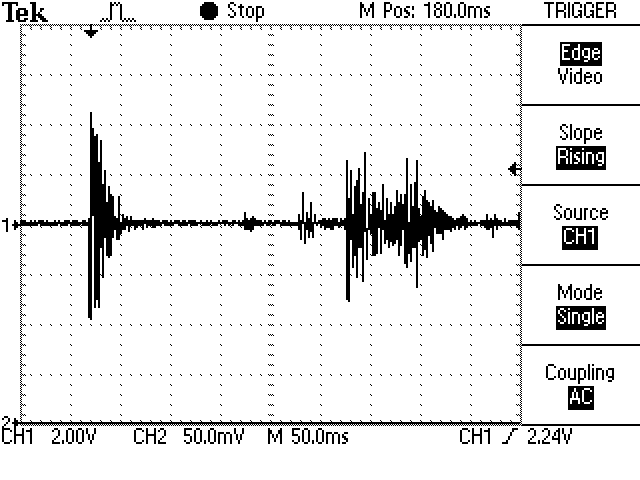 Tek Stop M Pos: 180.0ms TRIGGER
Edge
Video
Slope
Rising
Source
CH1
Mode
Single
Coupling
AC
1
2
CH1 2.00V CH2 50.0mV M 50.0ms CH1 2.24V